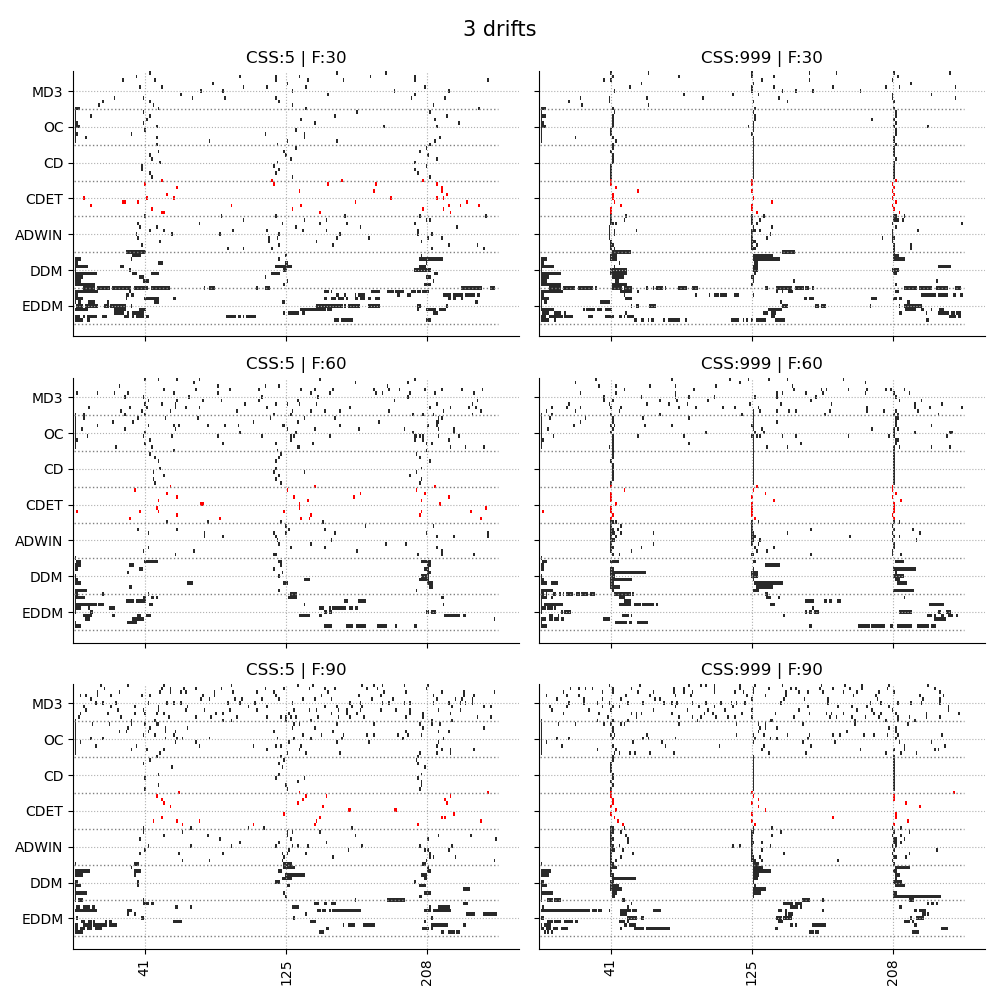 3 drifts
CSS:5 | F:30
CSS:999 | F:30
MD3
OC
CD
CDET
ADWIN
DDM
EDDM
CSS:5 | F:60
CSS:999 | F:60
MD3
OC
CD
CDET
ADWIN
DDM
EDDM
CSS:5 | F:90
CSS:999 | F:90
MD3
OC
CD
CDET
ADWIN
DDM
EDDM
41
125
208
41
125
208